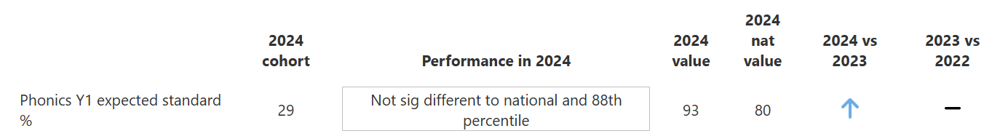 2024 cohort
Performance in 2024
2024 value
2024 nat value
2024 vs 2023
2023 vs 2022
Phonics Y1 expected standard %
29
Not sig different to national and 88th percentile
93
80